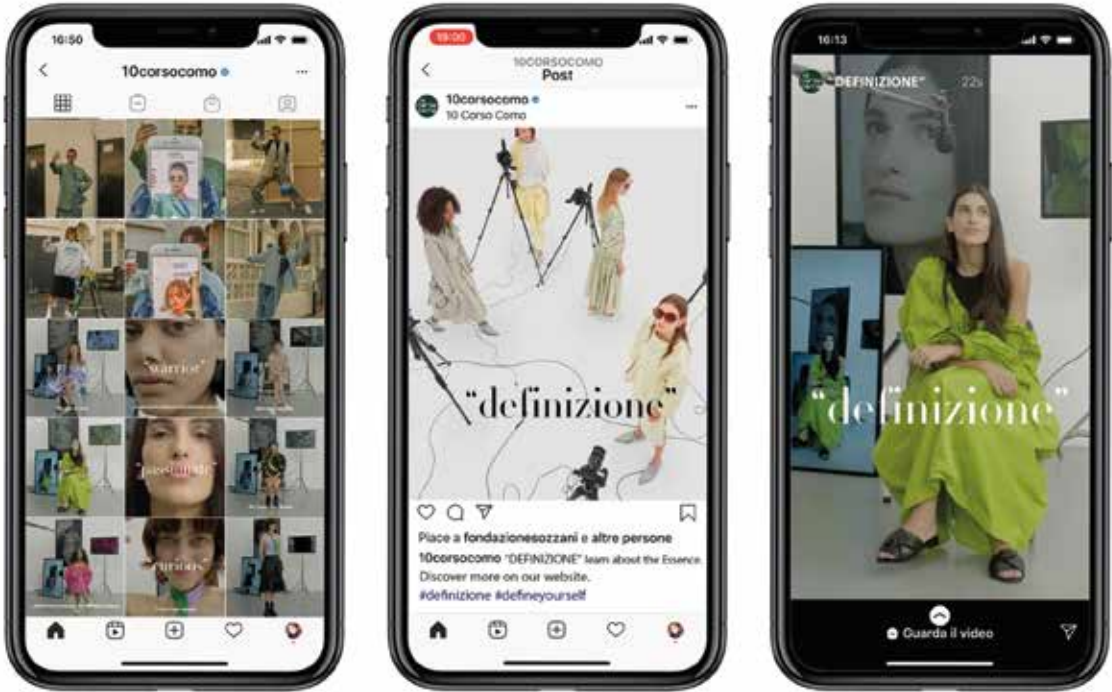 16:50
10corsocomo
"warrior"
"passionate"
"curious"
19:00
10CORSOCOMO
Post
10corsocomo
10 Corso Como
"definizione"
Piace a fondazionesozzani e altre persone
10corsocomo "DEFINIZIONE" learn about the Essence.
Discover more on our website.
#definizione #defineyourself
16:13
"DEFINIZIONE" 22s
"definizione"
Guarda il video